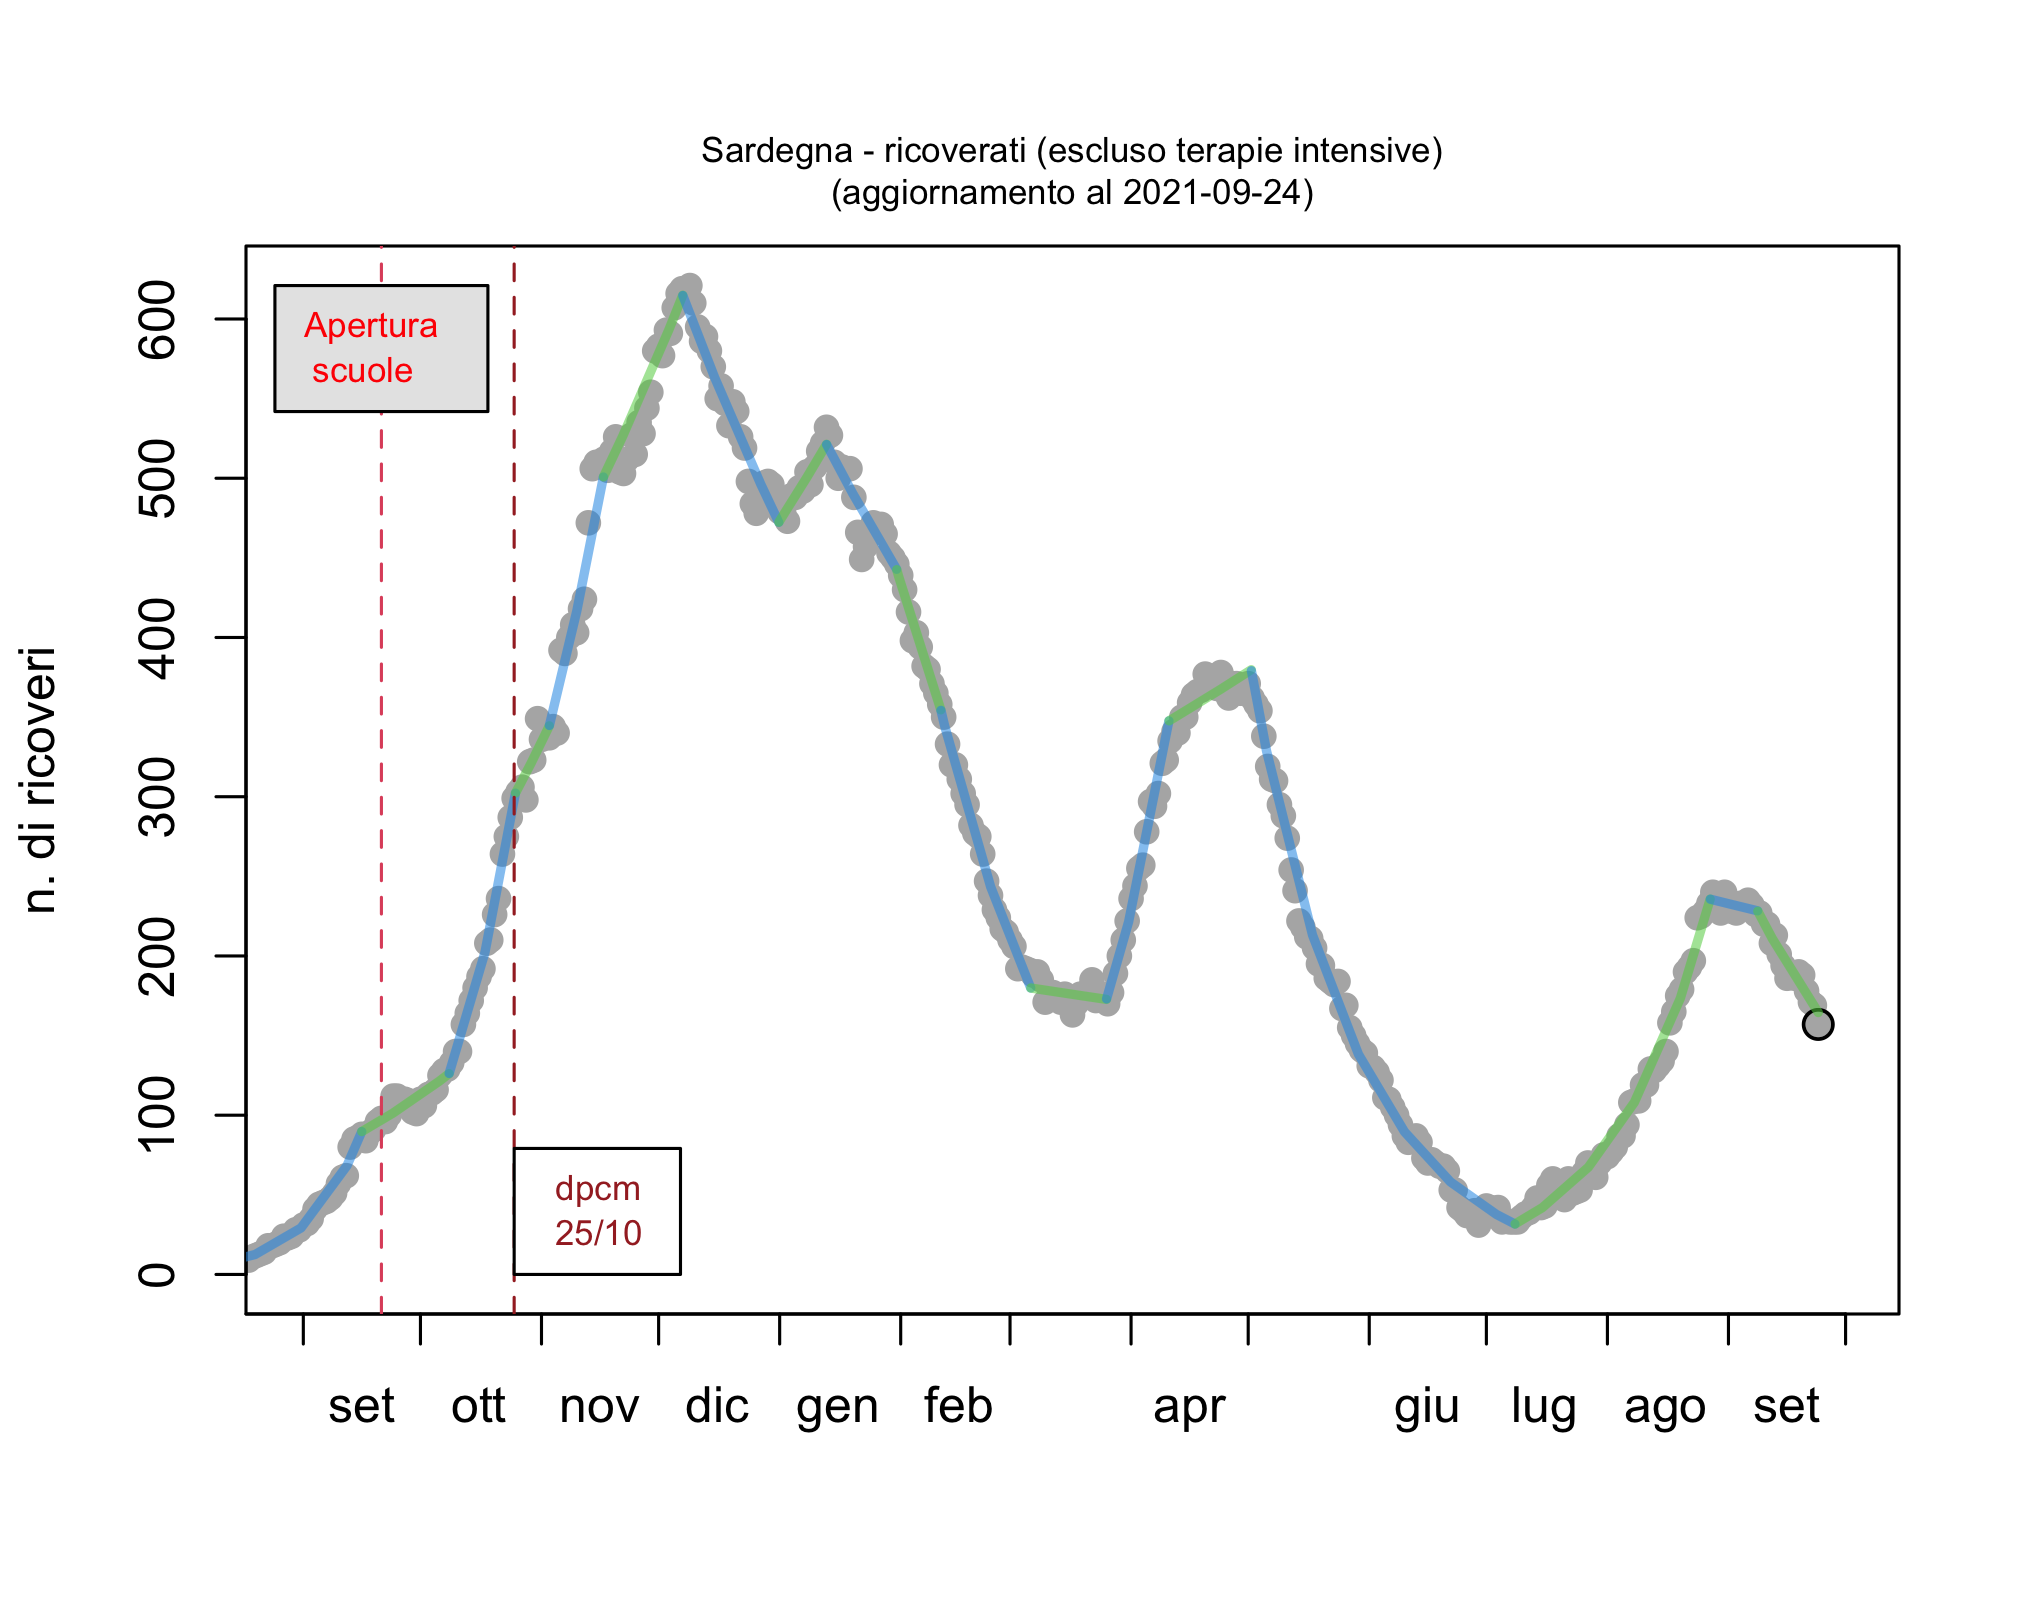 Sardegna - ricoverati (escluso terapie intensive)
(aggiornamento al 2021-09-24)
n. di ricoveri
600
500
400
300
200
100
0
Apertura
scuole
dpcm
25/10
set ott nov dic gen feb apr giu lug ago set